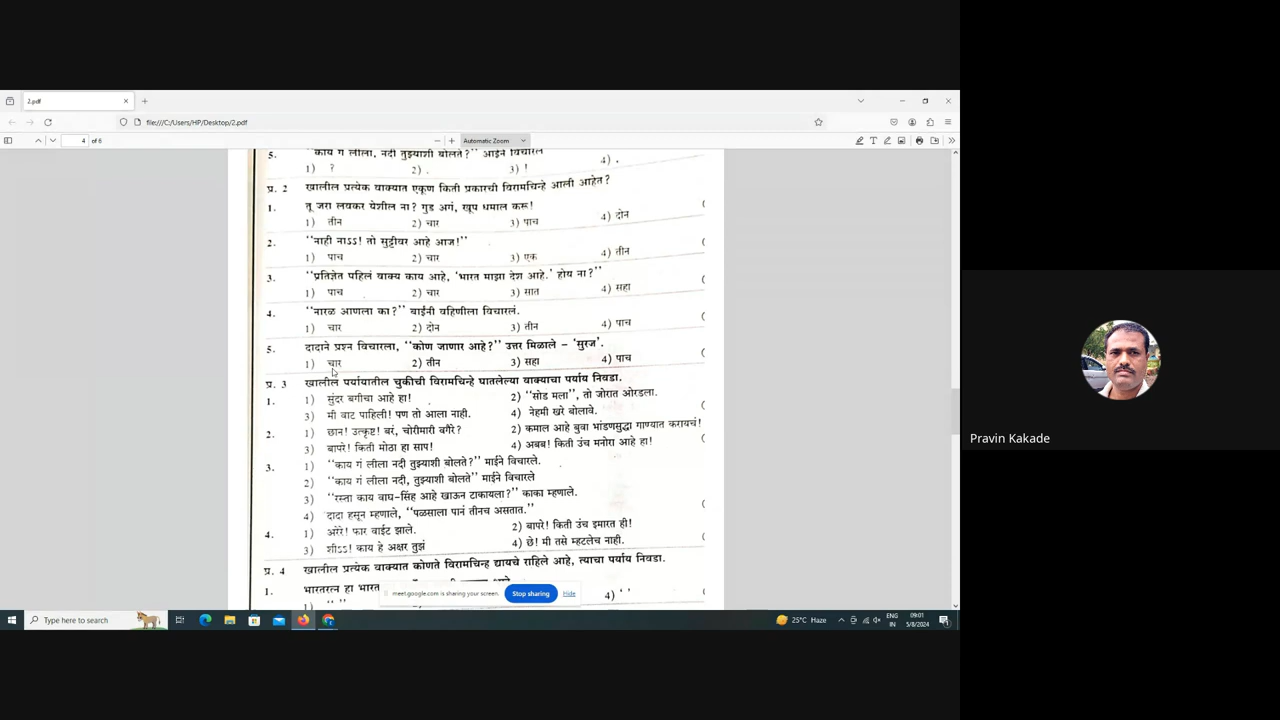 2.pdf
file:///C:/Users/HP/Desktop/2.pdf
4 of 6 Automatic Zoom
5. "काय गं लीला, नदी तुझ्याशी बोलते?" आईने विचारले
1) ? 2) . 3) ! 4) ,
प्र. 2 खालील प्रत्येक वाक्यात एकूण किती प्रकारची विरामचिन्हे आली आहेत?
1. तू जरा लवकर येशील ना? गुड अगं, खूप धमाल करू!
1) तीन 2) चार 3) पाच 4) दोन
2. "नाही नाऽऽ! तो सुट्टीवर आहे आज!"
1) पाच 2) चार 3) एक 4) तीन
3. "प्रतिज्ञेत पहिलं वाक्य काय आहे, 'भारत माझा देश आहे.' होय ना?"
1) पाच 2) चार 3) सात 4) सहा
4. "नारळ आणला का?" बाईंनी वहिणीला विचारलं.
1) चार 2) दोन 3) तीन 4) पाच
5. दादाने प्रश्न विचारला, "कोण जाणार आहे?" उत्तर मिळाले – 'सुरज'.
1) चार 2) तीन 3) सहा 4) पाच
प्र. 3 खालील पर्यायातील चुकीची विरामचिन्हे घातलेल्या वाक्याचा पर्याय निवडा.
1. 1) सुंदर बगीचा आहे हा! 2) "सोड मला", तो जोरात ओरडला.
3) मी वाट पाहिली! पण तो आला नाही. 4) नेहमी खरे बोलावे.
2. 1) छान! उत्कृष्ट! बरं, चोरीमारी वगैरे? 2) कमाल आहे बुवा भांडणसुद्धा गाण्यात करायचं!
3) बापरे! किती मोठा हा साप! 4) अबब! किती उंच मनोरा आहे हा!
3. 1) "काय गं लीला नदी तुझ्याशी बोलते?" माईने विचारले.
2) "काय गं लीला नदी, तुझ्याशी बोलते" माईने विचारले
3) "रस्ता काय वाघ-सिंह आहे खाऊन टाकायला?" काका म्हणाले.
4) दादा हसून म्हणाले, "पळसाला पानं तीनच असतात."
4. 1) अरेरे! फार वाईट झाले. 2) बापरे! किती उंच इमारत ही!
3) शीऽऽ! काय हे अक्षर तुझं 4) छे! मी तसे म्हटलेच नाही.
प्र. 4 खालील प्रत्येक वाक्यात कोणते विरामचिन्ह द्यायचे राहिले आहे, त्याचा पर्याय निवडा.
1. भारतरत्न हा भारत
1) " " 4) ' '
meet.google.com is sharing your screen. Stop sharing Hide
Type here to search
25°C Haze
ENG IN
09:01
5/8/2024
Pravin Kakade